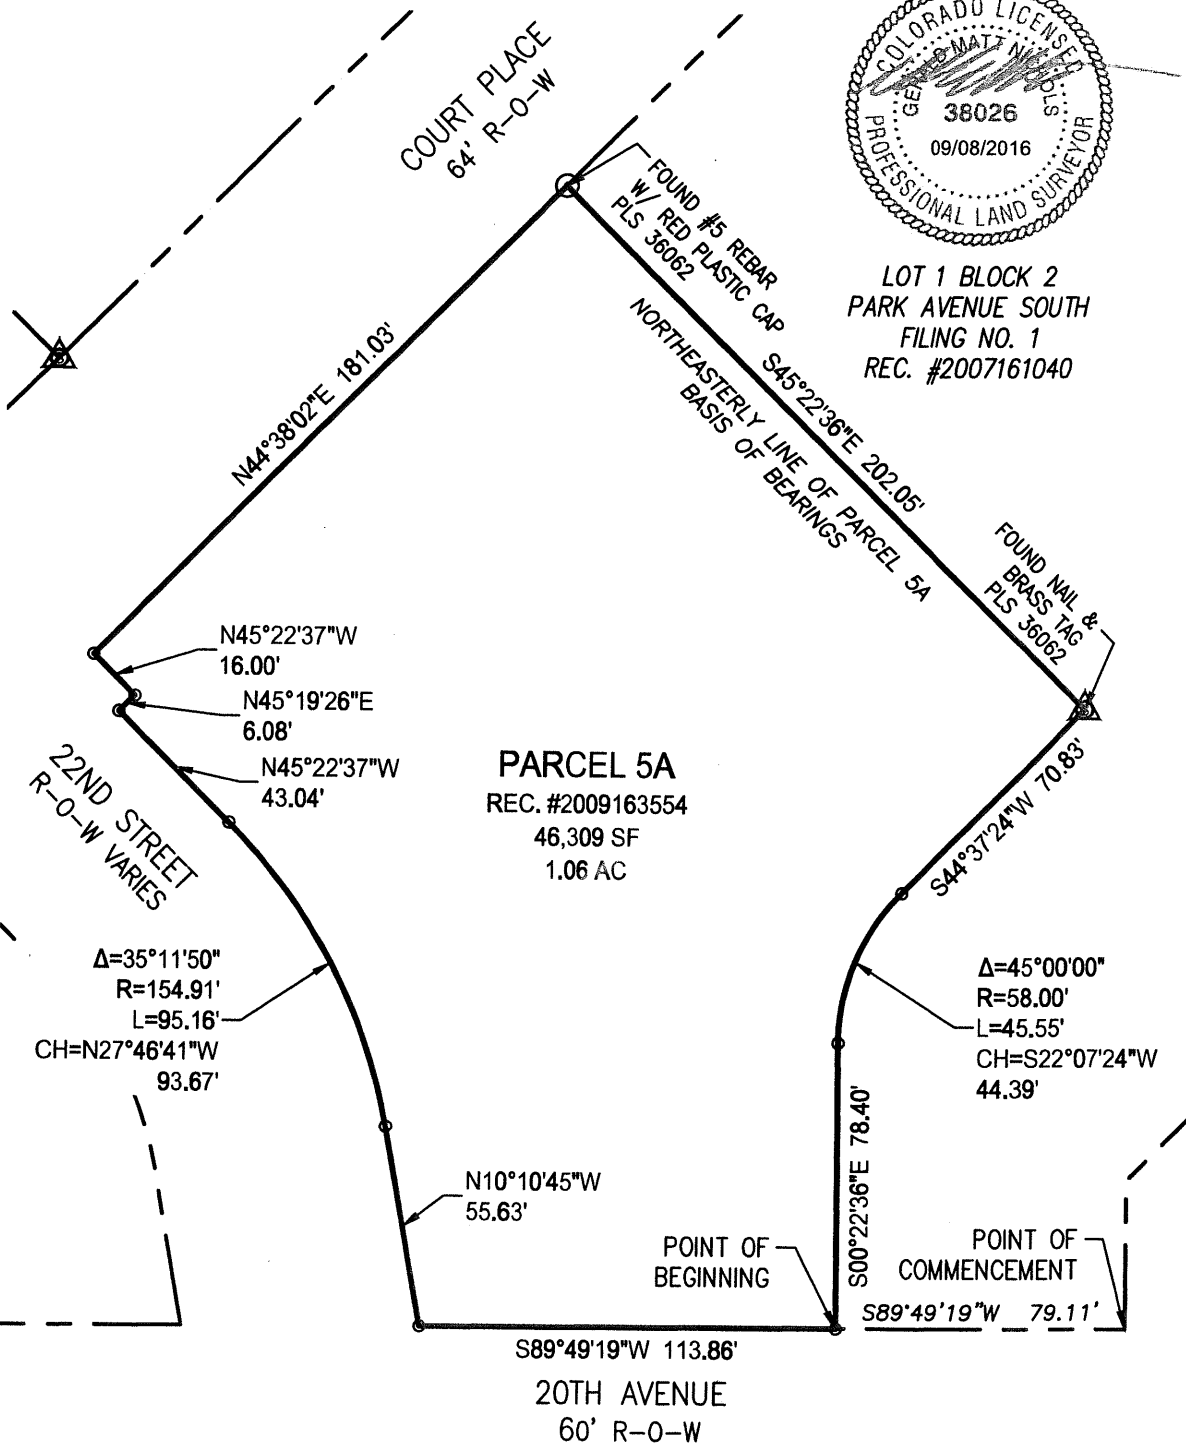 COURT PLACE
64' R-O-W
COLORADO LICENSED
MATT
38026
09/08/2016
PROFESSIONAL LAND SURVEYOR
FOUND #5 REBAR
W/ RED PLASTIC CAP
PLS 36062
LOT 1 BLOCK 2
PARK AVENUE SOUTH
FILING NO. 1
REC. #2007161040
N44°38'02"E 181.03'
S45°22'36"E 202.05'
NORTHEASTERLY LINE OF PARCEL 5A
BASIS OF BEARINGS
FOUND NAIL &
BRASS TAG
PLS 36062
N45°22'37"W
16.00'
N45°19'26"E
6.08'
N45°22'37"W
43.04'
22ND STREET
R-O-W VARIES
PARCEL 5A
REC. #2009163554
46,309 SF
1.06 AC
S44°37'24"W 70.83'
Δ=35°11'50"
R=154.91'
L=95.16'
CH=N27°46'41"W
93.67'
Δ=45°00'00"
R=58.00'
L=45.55'
CH=S22°07'24"W
44.39'
S00°22'36"E 78.40'
N10°10'45"W
55.63'
POINT OF
BEGINNING
POINT OF
COMMENCEMENT
S89°49'19"W 79.11'
S89°49'19"W 113.86'
20TH AVENUE
60' R-O-W